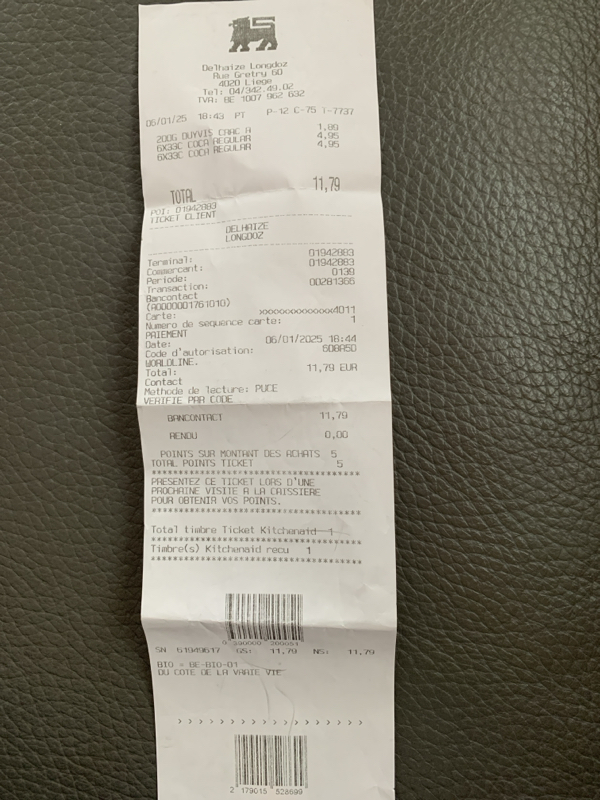 Delhaize Longdoz
Rue Gretry 60
4020 Liege
Tel: 04/342.49.02
TVA: BE 1007 962 632
06/01/25 18:43 PT P-12 C-75 T-7737
200G DUYVIS CRAC A 1,89
6X33C COCA REGULAR 4,95
6X33C COCA REGULAR 4,95
TOTAL 11,79
POI: 01942883
TICKET CLIENT
DELHAIZE
LONGDOZ
Terminal: 01942883
Commercant: 01942883
Periode: 0139
Transaction: 00281366
Bancontact
(A0000001761010)
Carte: xxxxxxxxxxxxx4011
Numero de sequence carte: 1
PAIEMENT
Date: 06/01/2025 18:44
Code d'autorisation:
WORLDLINE.
Total: 11,79 EUR
Contact
Methode de lecture: PUCE
VERIFIE PAR CODE
BANCONTACT 11,79
RENDU 0,00
POINTS SUR MONTANT DES ACHATS 5
TOTAL POINTS TICKET 5
PRESENTEZ CE TICKET LORS D'UNE
PROCHAINE VISITE A LA CAISSIERE
POUR OBTENIR VOS POINTS.
Total timbre Ticket Kitchenaid 1
Timbre(s) Kitchenaid recu 1
SN 61949617 GS: 11,79 NS: 11,79
BIO = BE-BIO-01
DU COTE DE LA VRAIE VIE
2 179015 528699